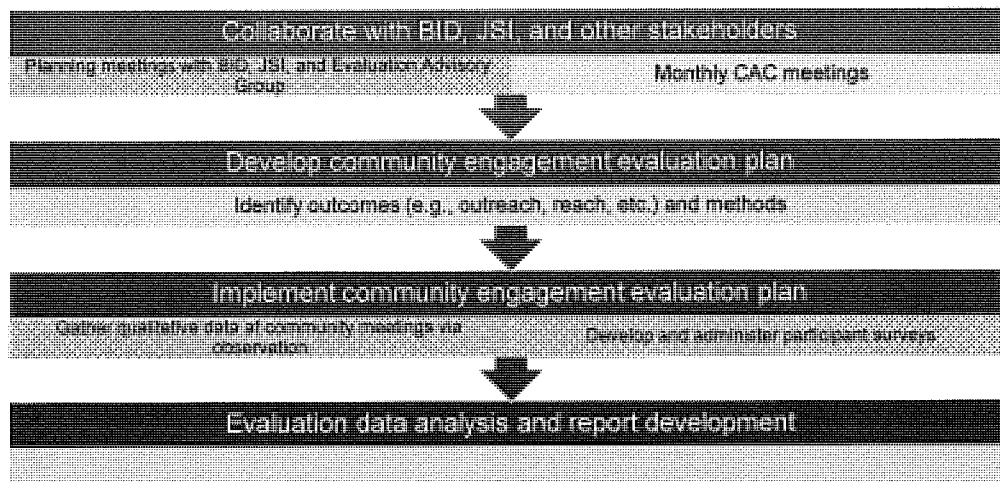 Collaborate with BID, JSI, and other stakeholders
Planning meetings with BID, JSI, and Evaluation Advisory
Group
Monthly CAC meetings
Develop community engagement evaluation plan
Identify outcomes (e.g., outreach, reach, etc.) and methods
Implement community engagement evaluation plan
Gather qualitative data at community meetings via
observation
Develop and administer participant surveys
Evaluation data analysis and report development